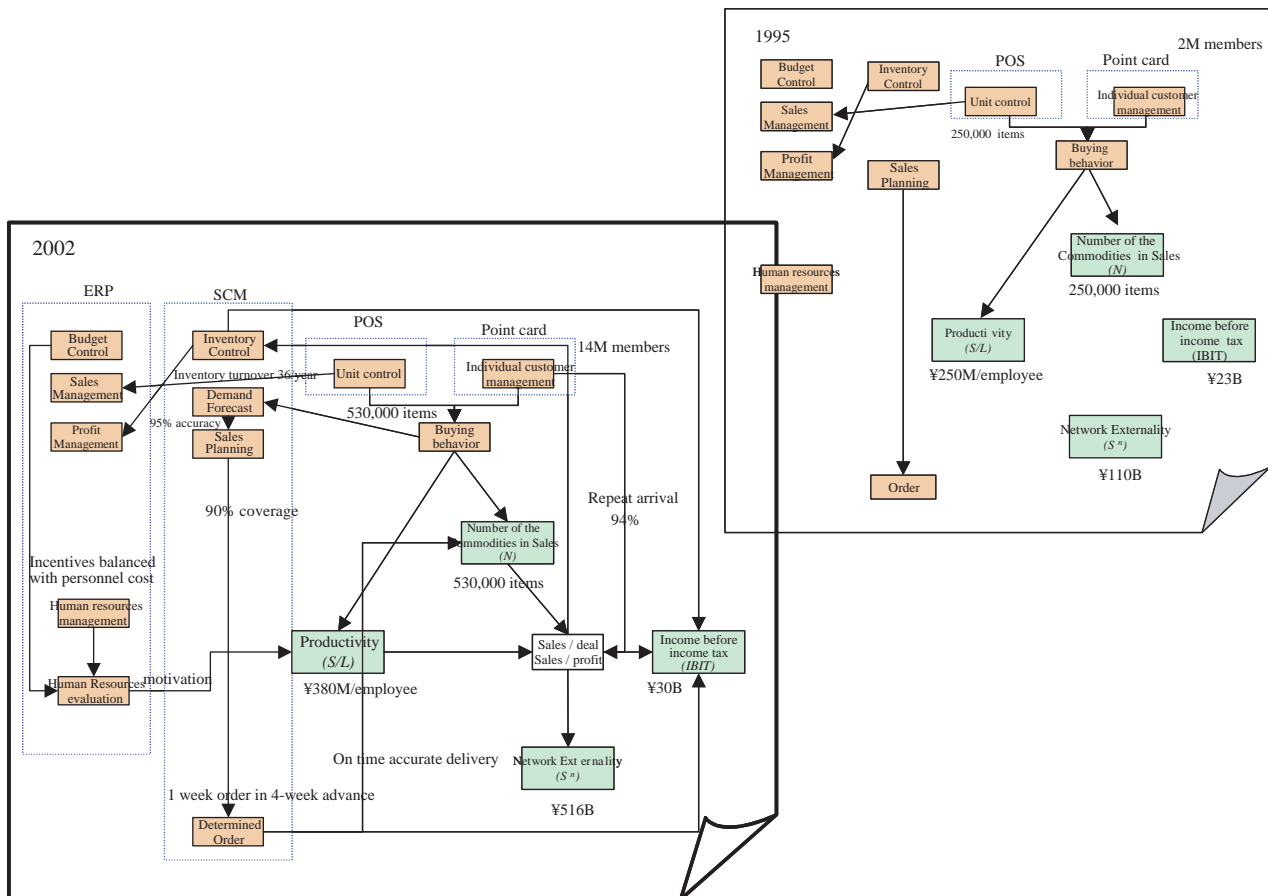 1995
2M members
POS
Point card
Budget
Control
Inventory
Control
Sales
Management
Unit control
Individual customer
management
250,000 items
Profit
Management
Sales
Planning
Buying
behavior
Human resources
management
Number of the
Commodities in Sales
(N)
250,000 items
Producti vity
(S/L)
¥250M/employee
Income before
income tax
(IBIT)
¥23B
Network Externality
(S n)
¥110B
Order
2002
ERP
SCM
POS
Point card
14M members
Budget
Control
Inventory
Control
Inventory turnover 36/year
Unit control
Individual customer
management
Sales
Management
Demand
Forecast
530,000 items
Profit
Management
95% accuracy
Sales
Planning
Buying
behavior
90% coverage
Repeat arrival
94%
Number of the
Commodities in Sales
(N)
530,000 items
Incentives balanced
with personnel cost
Human resources
management
Productivity
(S/L)
¥380M/employee
Sales / deal
Sales / profit
Income before
income tax
(IBIT)
¥30B
Human Resources
evaluation
motivation
On time accurate delivery
Network Ext ernality
(S n)
¥516B
1 week order in 4-week advance
Determined
Order